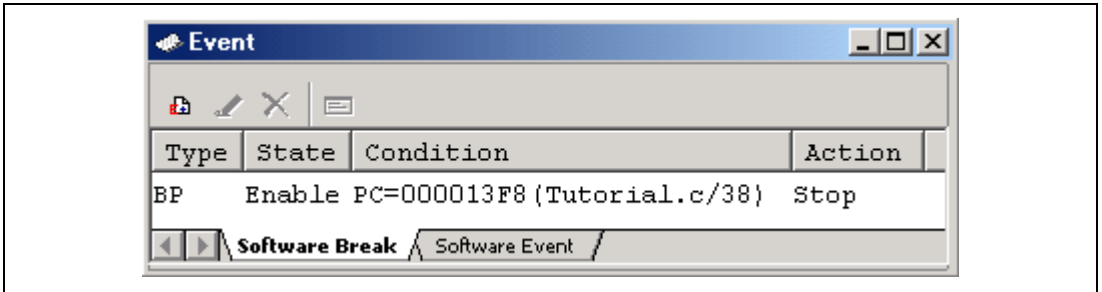 Event
Type State Condition Action
BP Enable PC=000013F8(Tutorial.c/38) Stop
Software Break Software Event